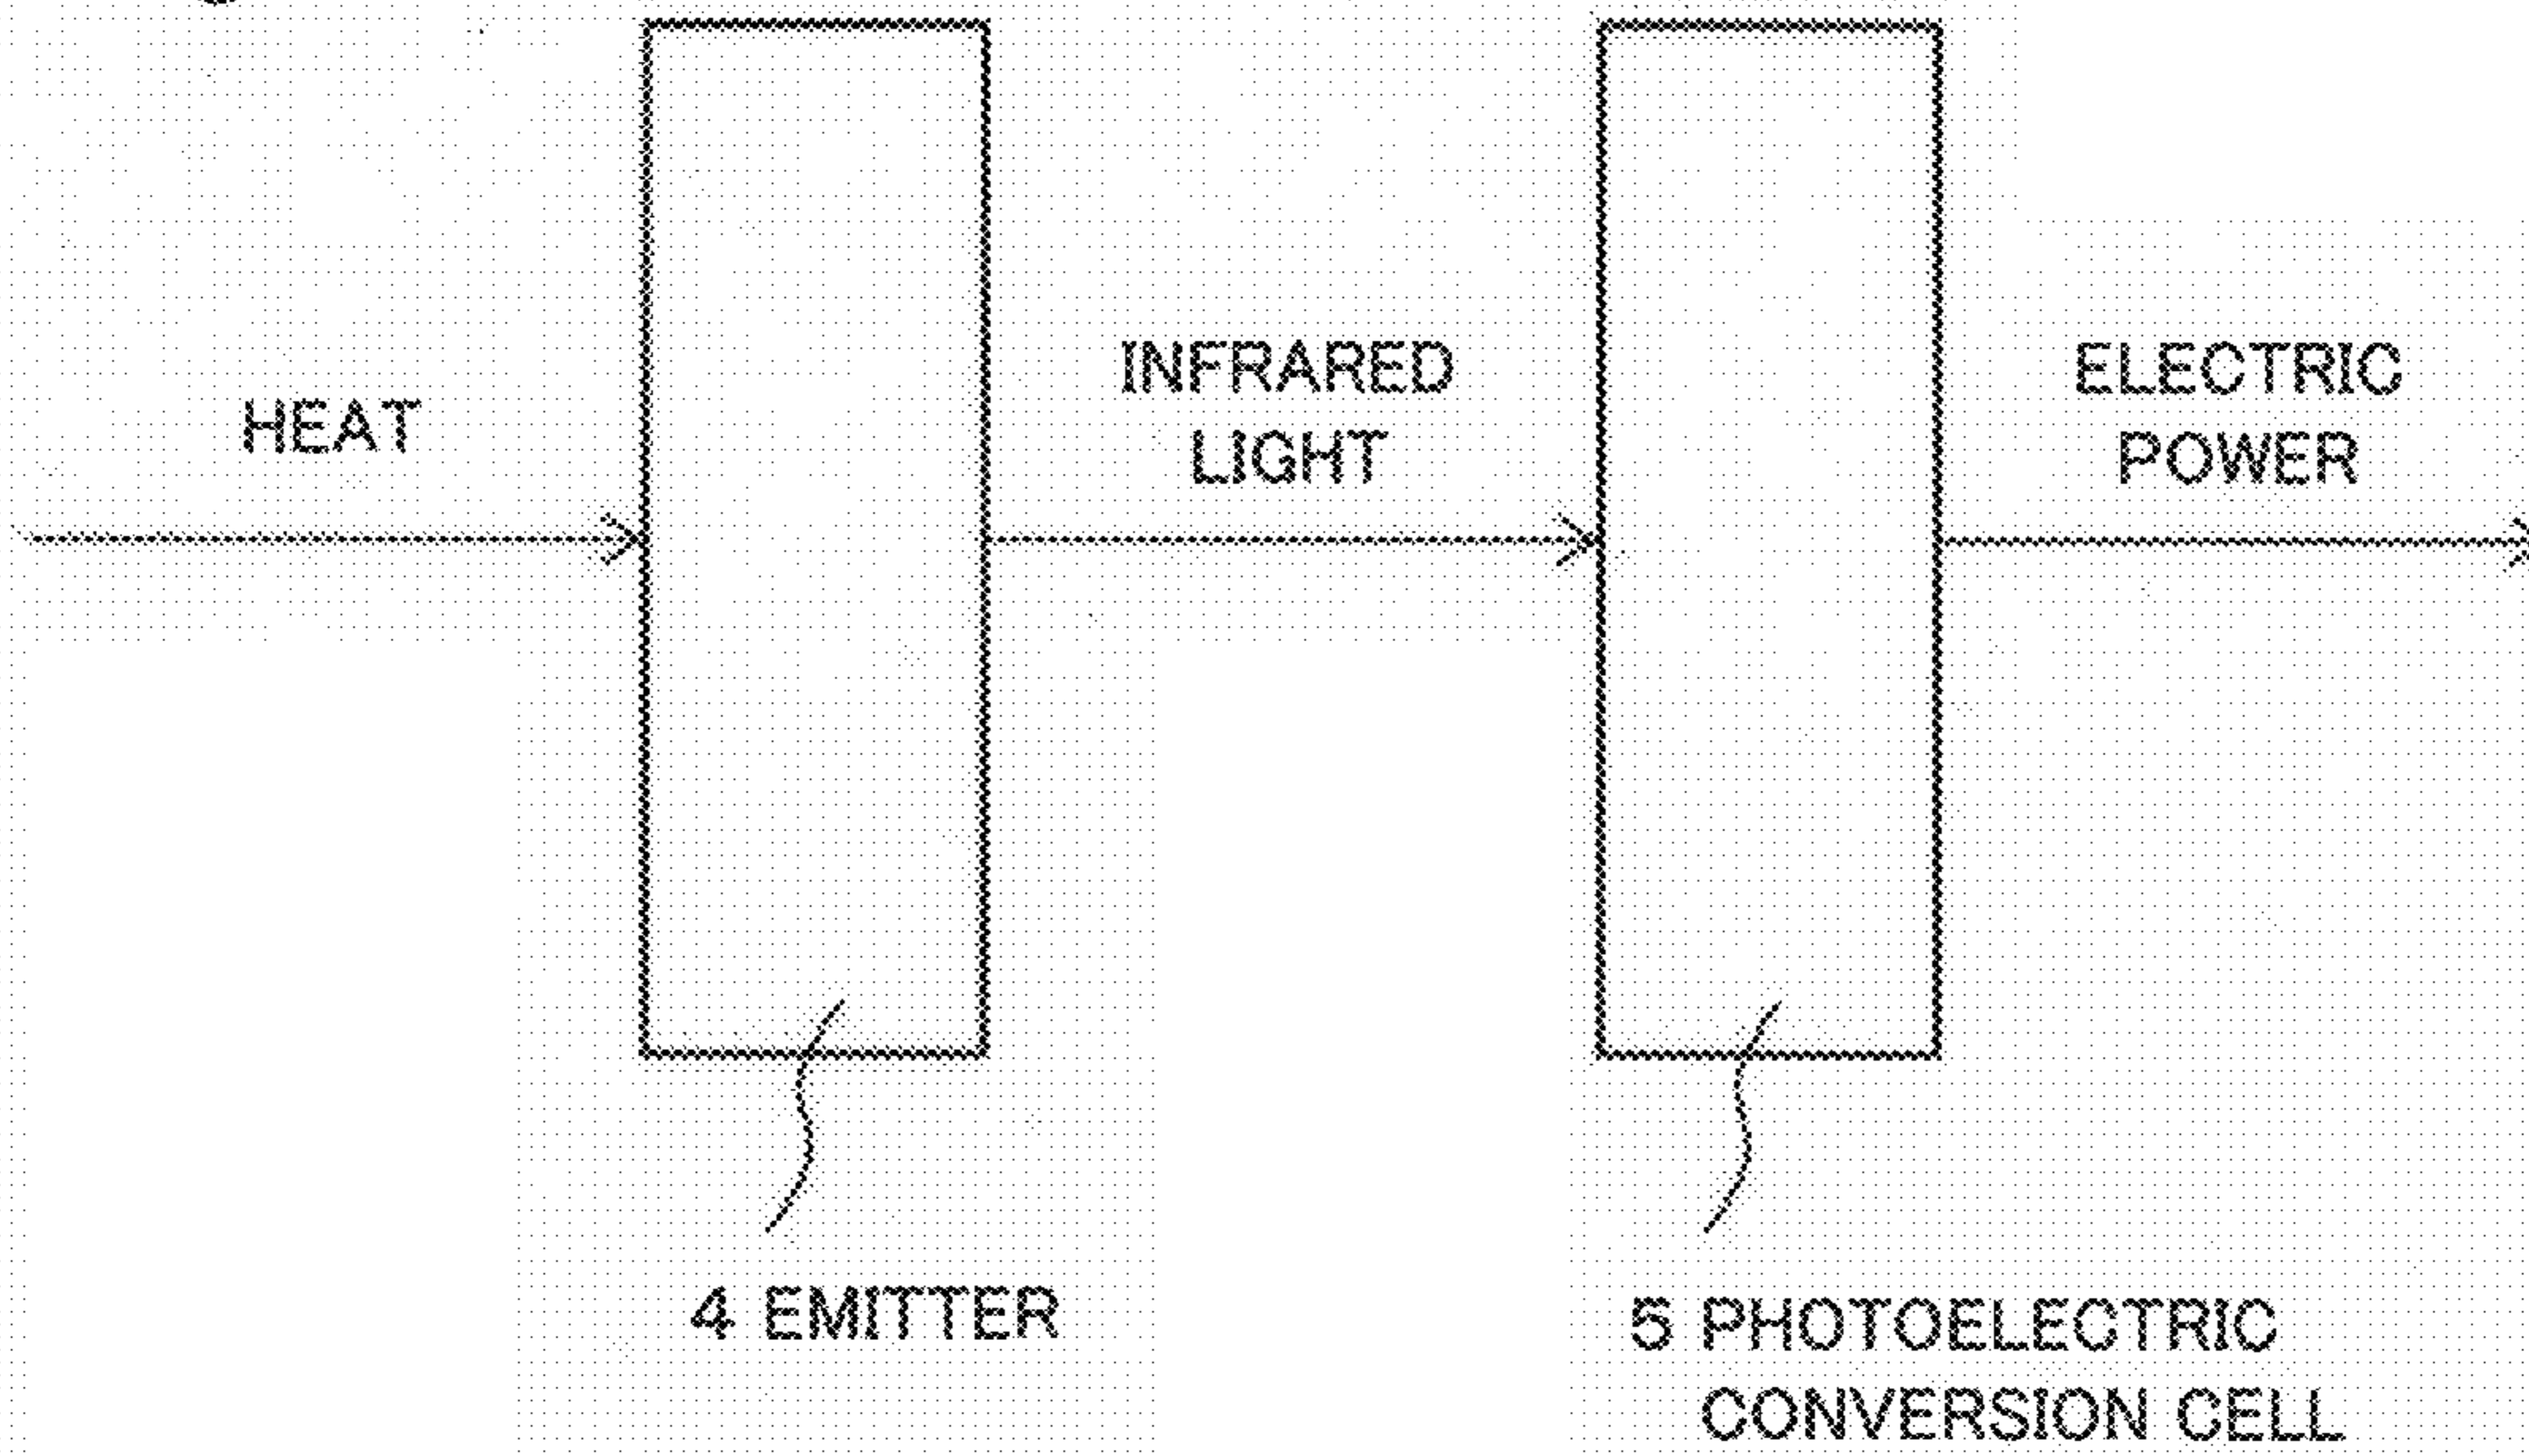 HEAT
INFRARED
LIGHT
ELECTRIC
POWER
4 EMITTER
5 PHOTOELECTRIC
CONVERSION CELL